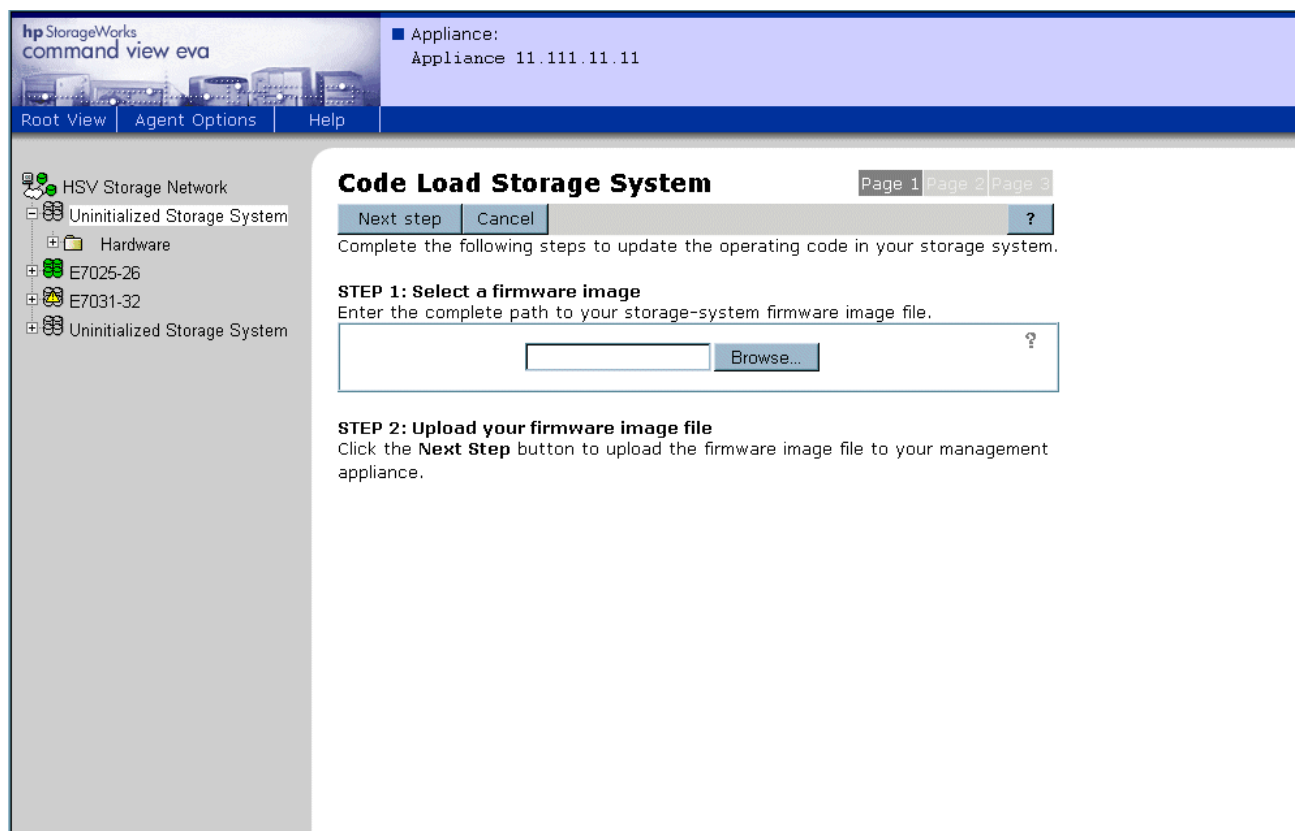 hp StorageWorks
command view eva
Appliance:
Appliance 11.111.11.11
Root View Agent Options Help
HSV Storage Network
Uninitialized Storage System
Hardware
E7025-26
E7031-32
Uninitialized Storage System
Code Load Storage System
Page 1 Page 2 Page 3
Next step Cancel ?
Complete the following steps to update the operating code in your storage system.
STEP 1: Select a firmware image
Enter the complete path to your storage-system firmware image file.
?
Browse...
STEP 2: Upload your firmware image file
Click the Next Step button to upload the firmware image file to your management
appliance.